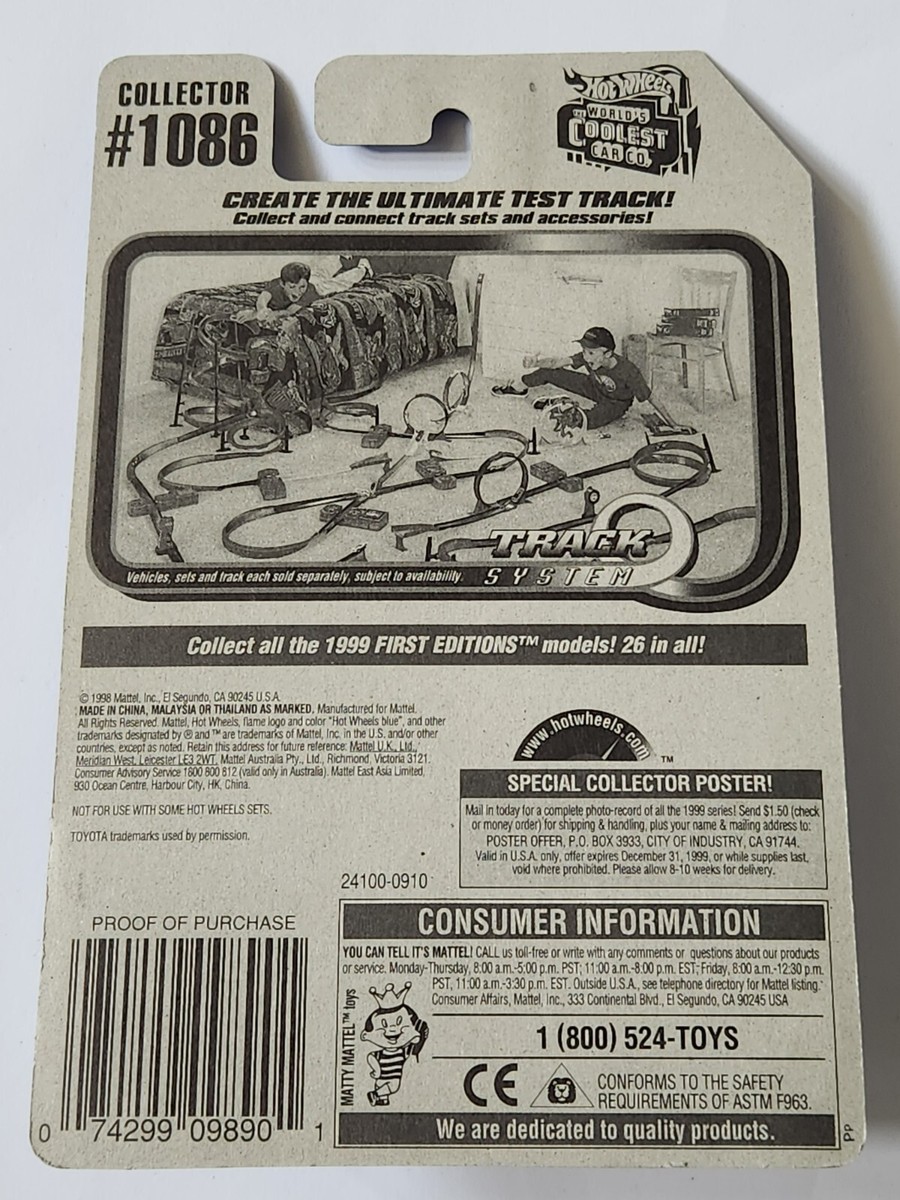 COLLECTOR
#1086
HOT WHEELS
THE WORLD'S
COOLEST
CAR CO.
CREATE THE ULTIMATE TEST TRACK!
Collect and connect track sets and accessories!
TRACK
SYSTEM
Vehicles, sets and track each sold separately, subject to availability.
Collect all the 1999 FIRST EDITIONS™ models! 26 in all!
© 1998 Mattel, Inc., El Segundo, CA 90245 U.S.A.
MADE IN CHINA, MALAYSIA OR THAILAND AS MARKED. Manufactured for Mattel.
All Rights Reserved. Mattel, Hot Wheels, flame logo and color "Hot Wheels blue", and other
trademarks designated by ® and ™ are trademarks of Mattel, Inc. in the U.S. and/or other
countries, except as noted. Retain this address for future reference: Mattel U.K., Ltd.,
Meridian West, Leicester LE3 2WT. Mattel Australia Pty., Ltd., Richmond, Victoria 3121.
Consumer Advisory Service 1800 800 812 (valid only in Australia). Mattel East Asia Limited,
930 Ocean Centre, Harbour City, HK, China.
NOT FOR USE WITH SOME HOT WHEELS SETS.
TOYOTA trademarks used by permission.
24100-0910
www.hotwheels.com
TM
SPECIAL COLLECTOR POSTER!
Mail in today for a complete photo-record of all the 1999 series! Send $1.50 (check
or money order) for shipping & handling, plus your name & mailing address to:
POSTER OFFER, P.O. BOX 3933, CITY OF INDUSTRY, CA 91744.
Valid in U.S.A. only, offer expires December 31, 1999, or while supplies last,
void where prohibited. Please allow 8-10 weeks for delivery.
PROOF OF PURCHASE
0 74299 09890 1
CONSUMER INFORMATION
YOU CAN TELL IT'S MATTEL! CALL us toll-free or write with any comments or questions about our products
or service. Monday-Thursday, 8:00 a.m.-5:00 p.m. PST; 11:00 a.m.-8:00 p.m. EST; Friday, 8:00 a.m.-12:30 p.m.
PST, 11:00 a.m.-3:30 p.m. EST. Outside U.S.A., see telephone directory for Mattel listing.
Consumer Affairs, Mattel, Inc., 333 Continental Blvd., El Segundo, CA 90245 USA
MATTY MATTEL™ toys
1 (800) 524-TOYS
CE
CONFORMS TO THE SAFETY
REQUIREMENTS OF ASTM F963.
We are dedicated to quality products.
PP